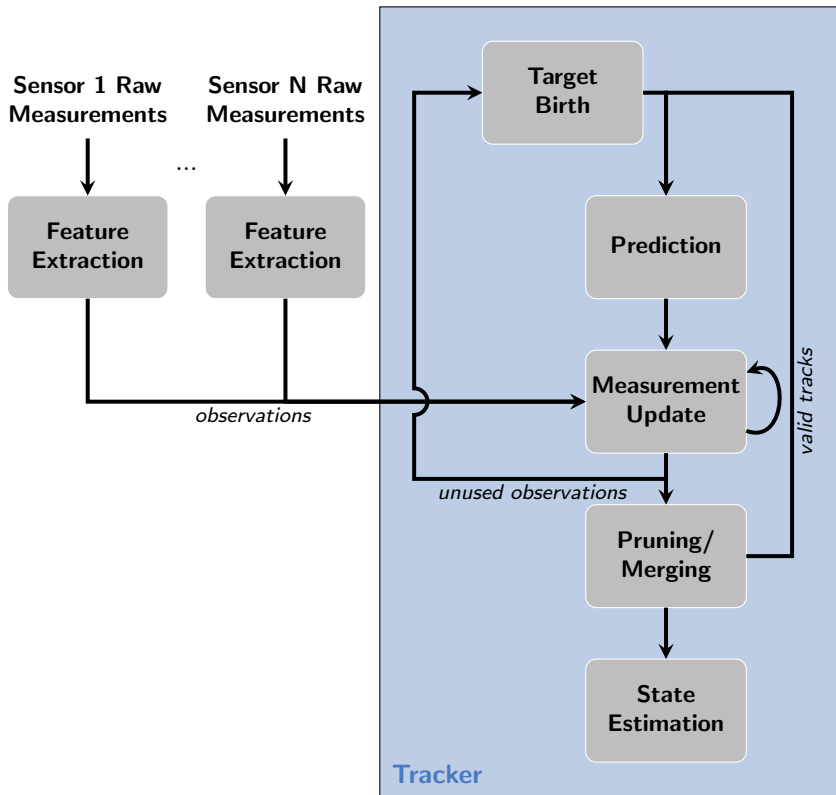 Sensor 1 Raw
Measurements
Sensor N Raw
Measurements
...
Feature
Extraction
Feature
Extraction
observations
Target
Birth
Prediction
Measurement
Update
valid tracks
unused observations
Pruning/
Merging
State
Estimation
Tracker